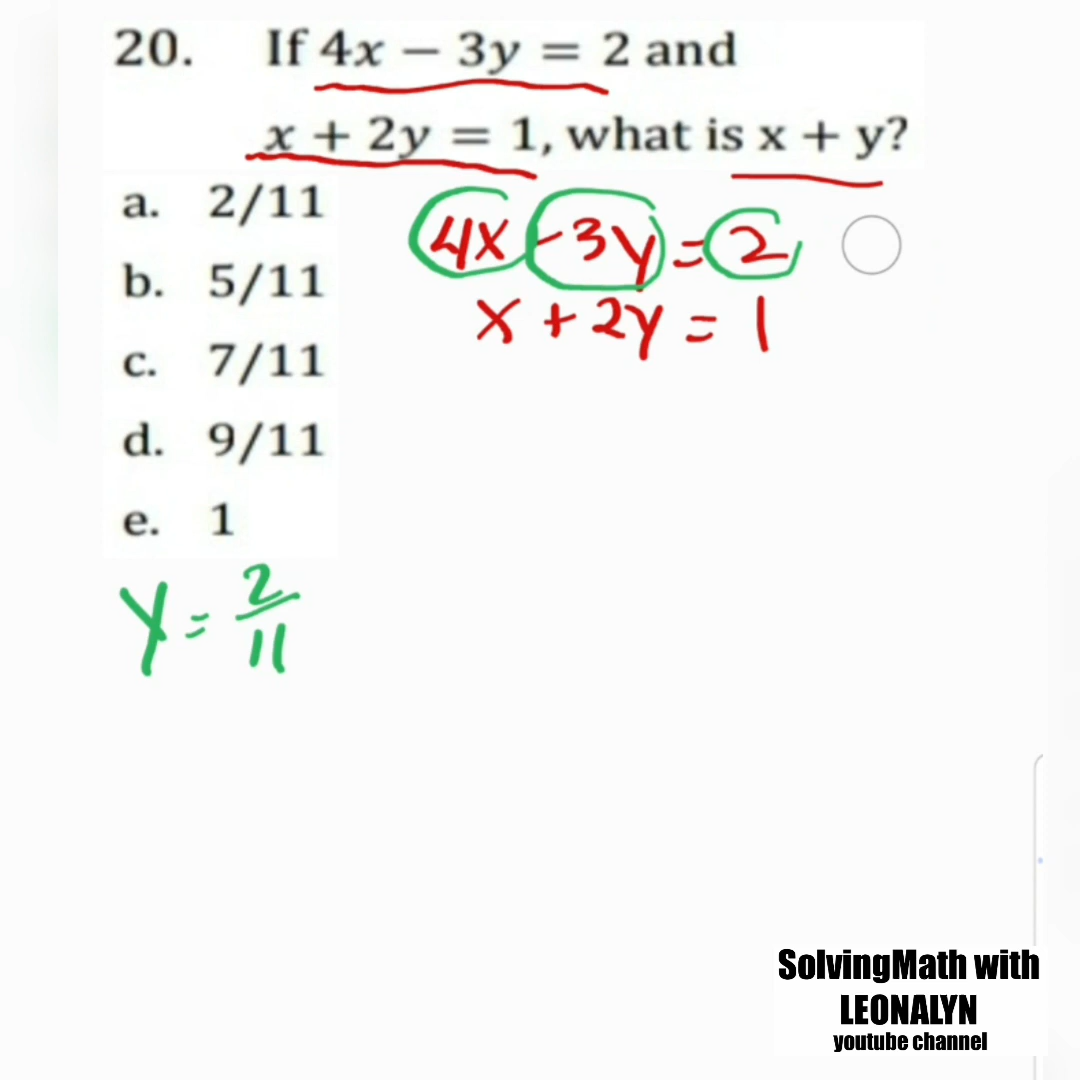 20. If 4x − 3y = 2 and
x + 2y = 1, what is x + y?
a. 2/11
b. 5/11
c. 7/11
d. 9/11
e. 1
4x -3y = 2
x + 2y = 1
y = 2/11
SolvingMath with
LEONALYN
youtube channel